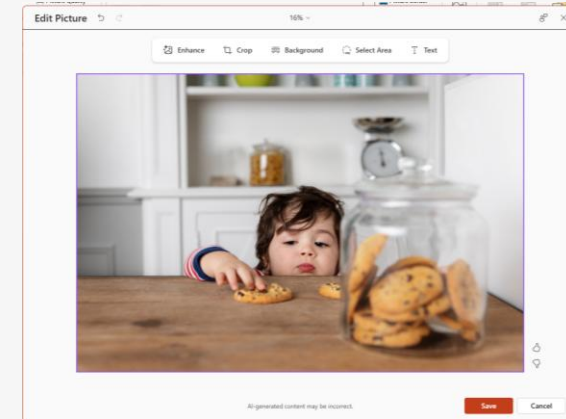 Edit Picture
16%
Enhance
Crop
Background
Select Area
Text
AI-generated content may be incorrect.
Save
Cancel